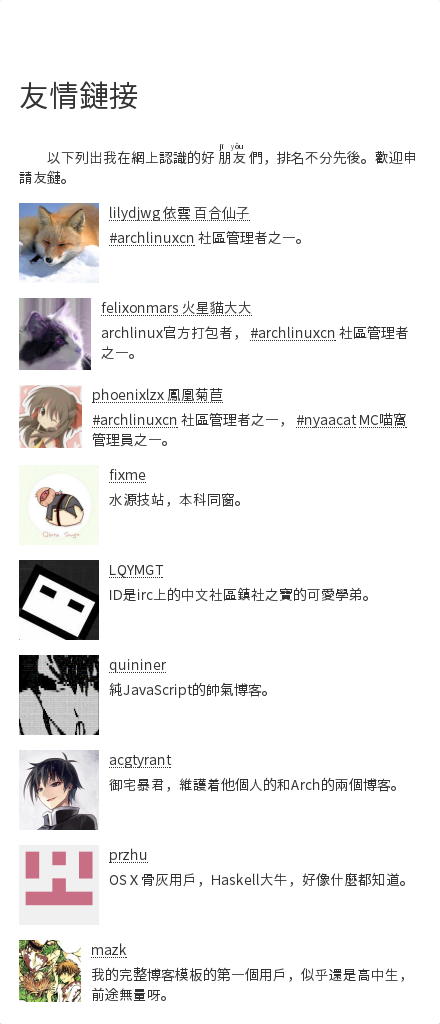 友情鏈接
以下列出我在網上認識的好 朋友 們，排名不分先後。歡迎申
jī yǒu
請友鏈。
lilydjwg 依雲 百合仙子
#archlinuxcn 社區管理者之一。
felixonmars 火星貓大大
archlinux官方打包者， #archlinuxcn 社區管理者
之一。
phoenixlzx 鳳凰菊苣
#archlinuxcn 社區管理者之一， #nyaacat MC喵窩
管理員之一。
fixme
水源技站，本科同窗。
LQYMGT
ID是irc上的中文社區鎮社之寶的可愛學弟。
quininer
純JavaScript的帥氣博客。
acgtyrant
御宅暴君，維護着他個人的和Arch的兩個博客。
przhu
OS X 骨灰用戶，Haskell大牛，好像什麼都知道。
mazk
我的完整博客模板的第一個用戶，似乎還是高中生，
前途無量呀。